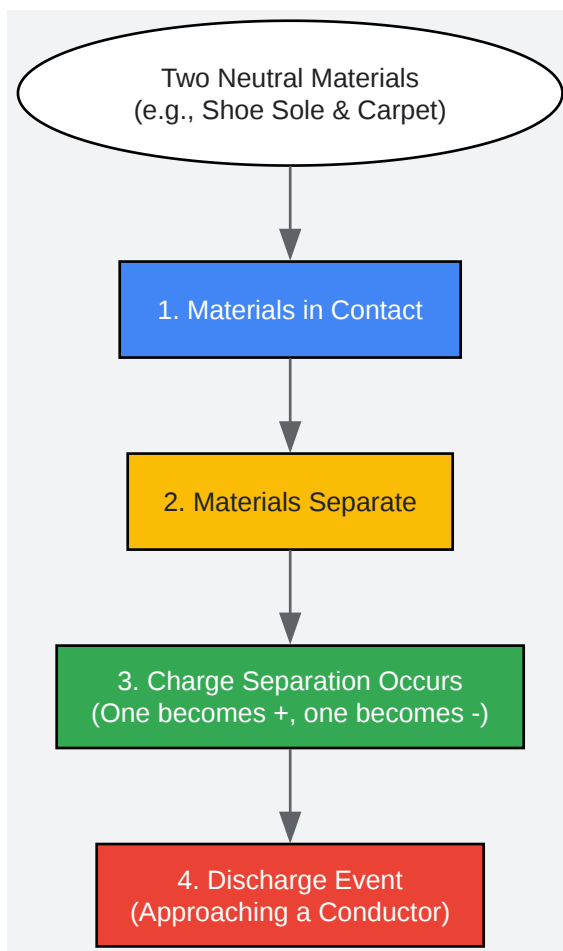 Two Neutral Materials
(e.g., Shoe Sole & Carpet)
1. Materials in Contact
2. Materials Separate
3. Charge Separation Occurs
(One becomes +, one becomes -)
4. Discharge Event
(Approaching a Conductor)